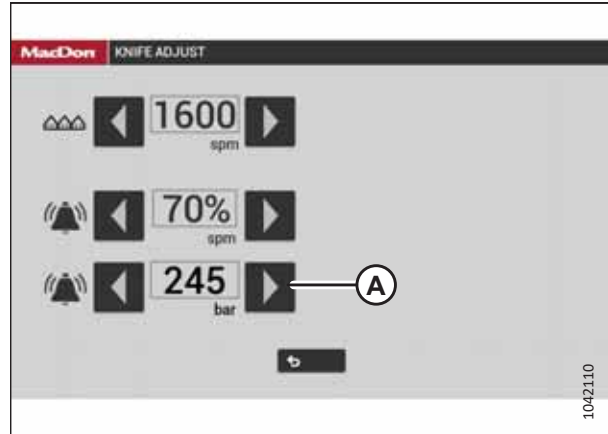 MacDon KNIFE ADJUST
1600
spm
70%
spm
245
bar
A
1042110